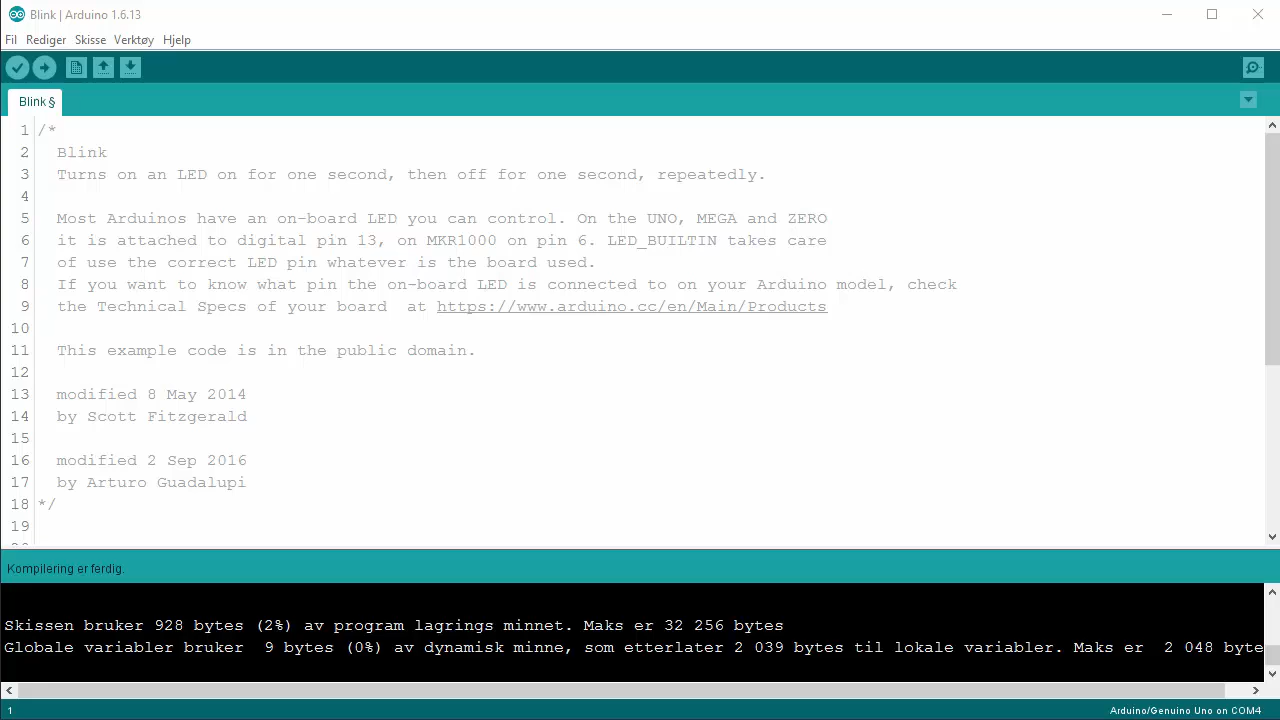 Blink | Arduino 1.6.13
Fil Rediger Skisse Verktøy Hjelp
Blink §
1 /*
2 Blink
3 Turns on an LED on for one second, then off for one second, repeatedly.
4
5 Most Arduinos have an on-board LED you can control. On the UNO, MEGA and ZERO
6 it is attached to digital pin 13, on MKR1000 on pin 6. LED_BUILTIN takes care
7 of use the correct LED pin whatever is the board used.
8 If you want to know what pin the on-board LED is connected to on your Arduino model, check
9 the Technical Specs of your board  at https://www.arduino.cc/en/Main/Products
10
11 This example code is in the public domain.
12
13 modified 8 May 2014
14 by Scott Fitzgerald
15
16 modified 2 Sep 2016
17 by Arturo Guadalupi
18 */
19
Kompilering er ferdig.
Skissen bruker 928 bytes (2%) av program lagrings minnet. Maks er 32 256 bytes
Globale variabler bruker  9 bytes (0%) av dynamisk minne, som etterlater 2 039 bytes til lokale variabler. Maks er  2 048 byte
1 Arduino/Genuino Uno on COM4